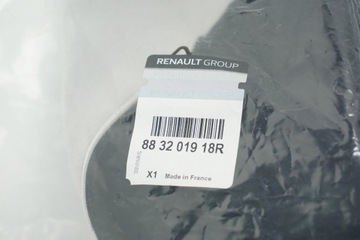 RENAULT GROUP
88 32 019 18R
X1 Made in France